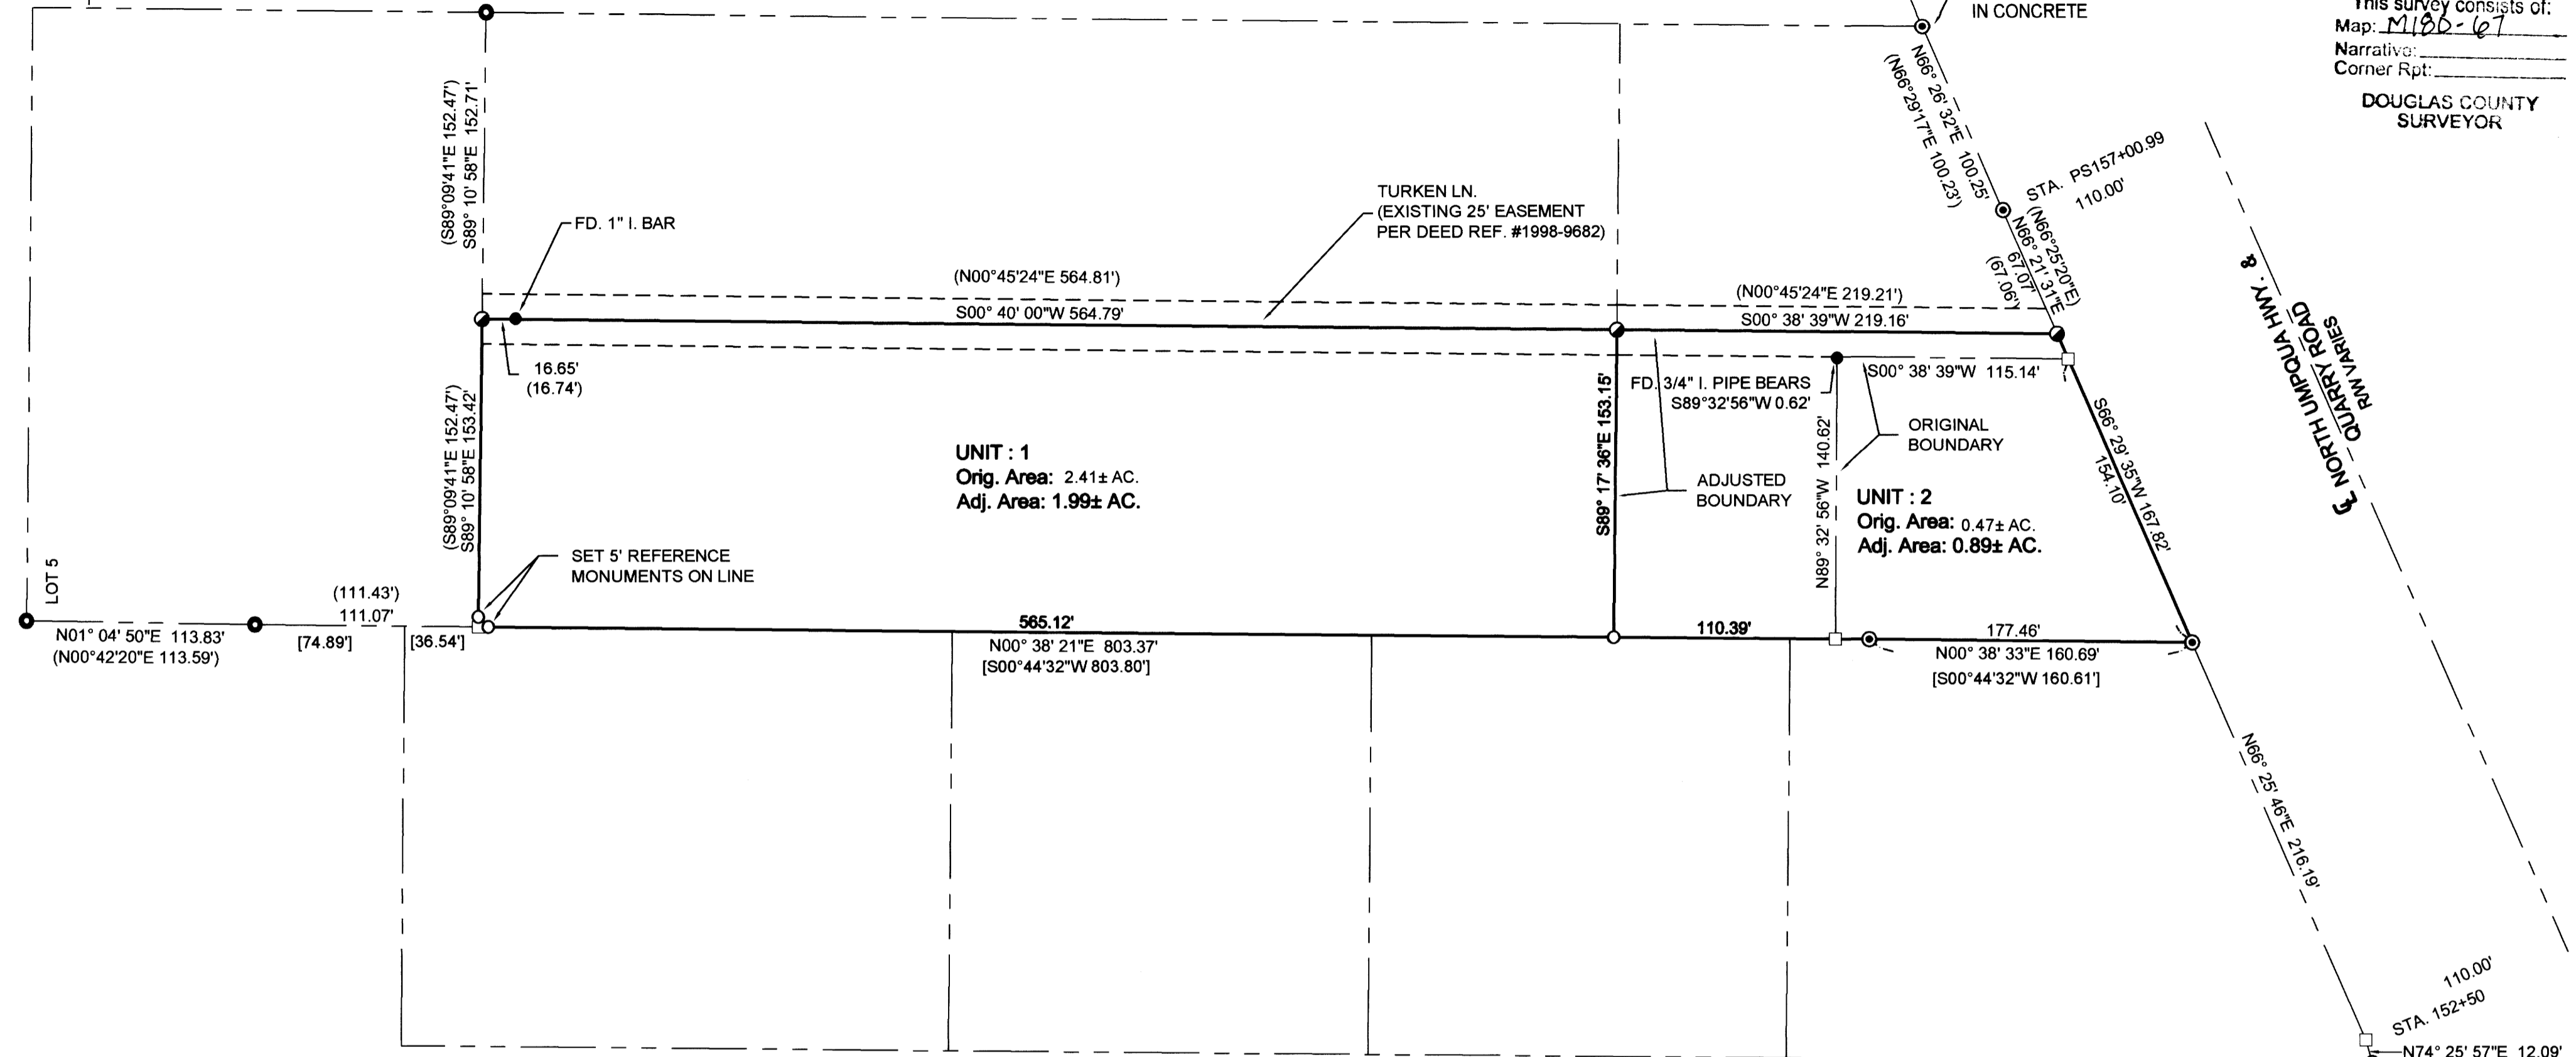 IN CONCRETE
This survey consists of:
Map: M180-67
Narrative:
Corner Rpt:
DOUGLAS COUNTY
SURVEYOR
N66° 26' 32"E 100.25'
(N66°29'17"E 100.23')
STA. PS157+00.99
110.00'
(N66°25'20"E)
N66° 21' 31"E
67.07'
(67.06')
(S89°09'41"E 152.47')
S89° 10' 58"E 152.71'
FD. 1" I. BAR
TURKEN LN.
(EXISTING 25' EASEMENT
PER DEED REF. #1998-9682)
(N00°45'24"E 564.81')
S00° 40' 00"W 564.79'
(N00°45'24"E 219.21')
S00° 38' 39"W 219.16'
℄ NORTH UMPQUA HWY. &
QUARRY ROAD
R/W VARIES
16.65'
(16.74')
(S89°09'41"E 152.47')
S89° 10' 58"E 153.42'
FD. 3/4" I. PIPE BEARS
S89°32'56"W 0.62'
S00° 38' 39"W 115.14'
S89° 17' 36"E 153.15'
N89° 32' 56"W 140.62'
ORIGINAL
BOUNDARY
ADJUSTED
BOUNDARY
S66° 29' 35"W 167.82'
154.10'
UNIT : 1
Orig. Area: 2.41± AC.
Adj. Area: 1.99± AC.
UNIT : 2
Orig. Area: 0.47± AC.
Adj. Area: 0.89± AC.
SET 5' REFERENCE
MONUMENTS ON LINE
LOT 5
(111.43')
111.07'
N01° 04' 50"E 113.83'
(N00°42'20"E 113.59')
[74.89']
[36.54']
565.12'
N00° 38' 21"E 803.37'
[S00°44'32"W 803.80']
110.39'
177.46'
N00° 38' 33"E 160.69'
[S00°44'32"W 160.61']
N66° 25' 46"E 216.19'
110.00'
STA. 152+50
N74° 25' 57"E 12.09'